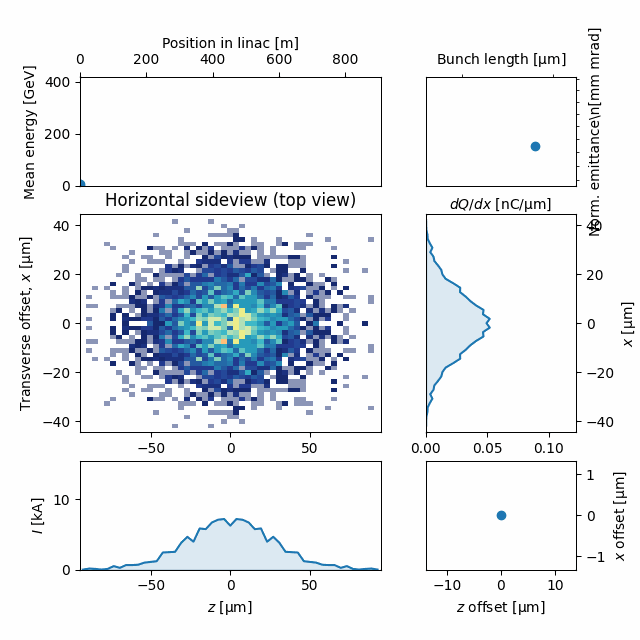 Position in linac [m]
0 200 400 600 800
Mean energy [GeV]
400
200
0
Bunch length [μm]
Norm. emittance\n[mm mrad]
Horizontal sideview (top view)
Transverse offset, x [μm]
40
20
0
−20
−40
−50 0 50
dQ/dx [nC/μm]
40
20
0
−20
−40
x [μm]
0.00 0.05 0.10
I [kA]
10
0
−50 0 50
z [μm]
1
0
−1
x offset [μm]
−10 0 10
z offset [μm]